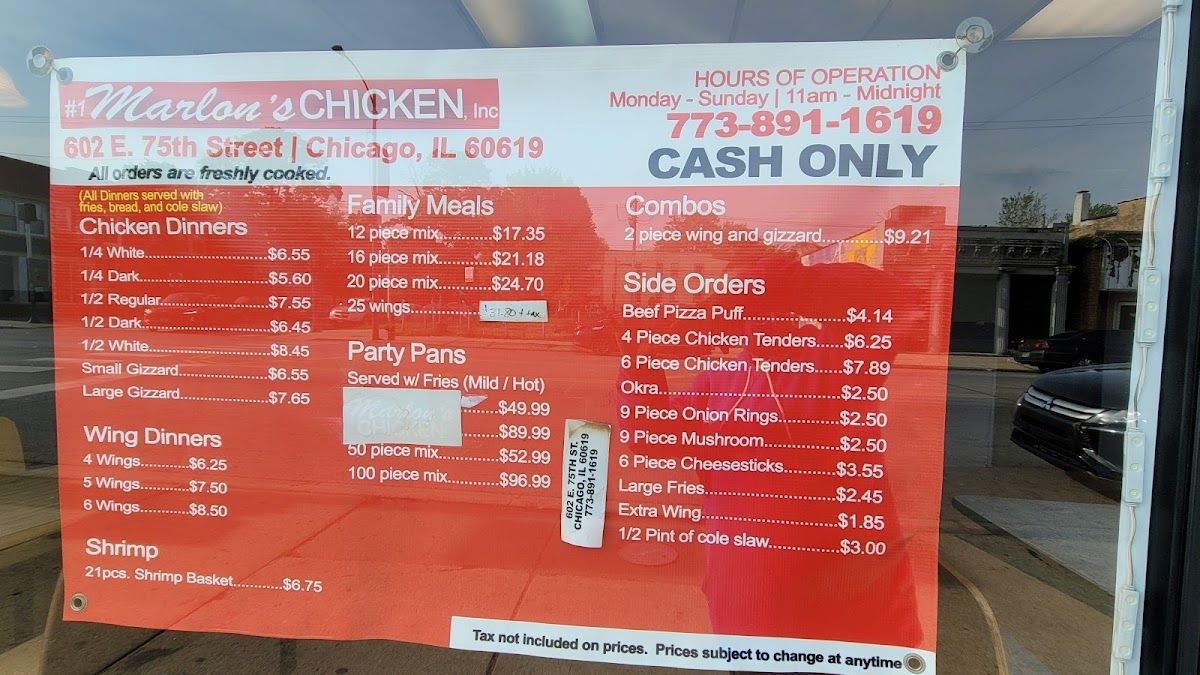 #1 Marlon's CHICKEN, Inc
602 E. 75th Street | Chicago, IL 60619
All orders are freshly cooked.
HOURS OF OPERATION
Monday - Sunday | 11am - Midnight
773-891-1619
CASH ONLY
(All Dinners served with
fries, bread, and cole slaw)
Chicken Dinners
1/4 White....................$6.55
1/4 Dark.....................$5.60
1/2 Regular..................$7.55
1/2 Dark.....................$6.45
1/2 White....................$8.45
Small Gizzard................$6.55
Large Gizzard................$7.65
Wing Dinners
4 Wings..........$6.25
5 Wings..........$7.50
6 Wings..........$8.50
Shrimp
21pcs. Shrimp Basket..........$6.75
Family Meals
12 piece mix...........$17.35
16 piece mix...........$21.18
20 piece mix...........$24.70
25 wings............... $31.80 + tax
Party Pans
Served w/ Fries (Mild / Hot)
Marlon's
CHICKEN
........$49.99
........$89.99
50 piece mix............$52.99
100 piece mix...........$96.99
602 E. 75TH ST.
CHICAGO, IL 60619
773-891-1619
Combos
2 piece wing and gizzard............$9.21
Side Orders
Beef Pizza Puff...................$4.14
4 Piece Chicken Tenders......$6.25
6 Piece Chicken Tenders......$7.89
Okra...............................$2.50
9 Piece Onion Rings.............$2.50
9 Piece Mushroom...............$2.50
6 Piece Cheesesticks...........$3.55
Large Fries........................$2.45
Extra Wing.........................$1.85
1/2 Pint of cole slaw..............$3.00
Tax not included on prices. Prices subject to change at anytime